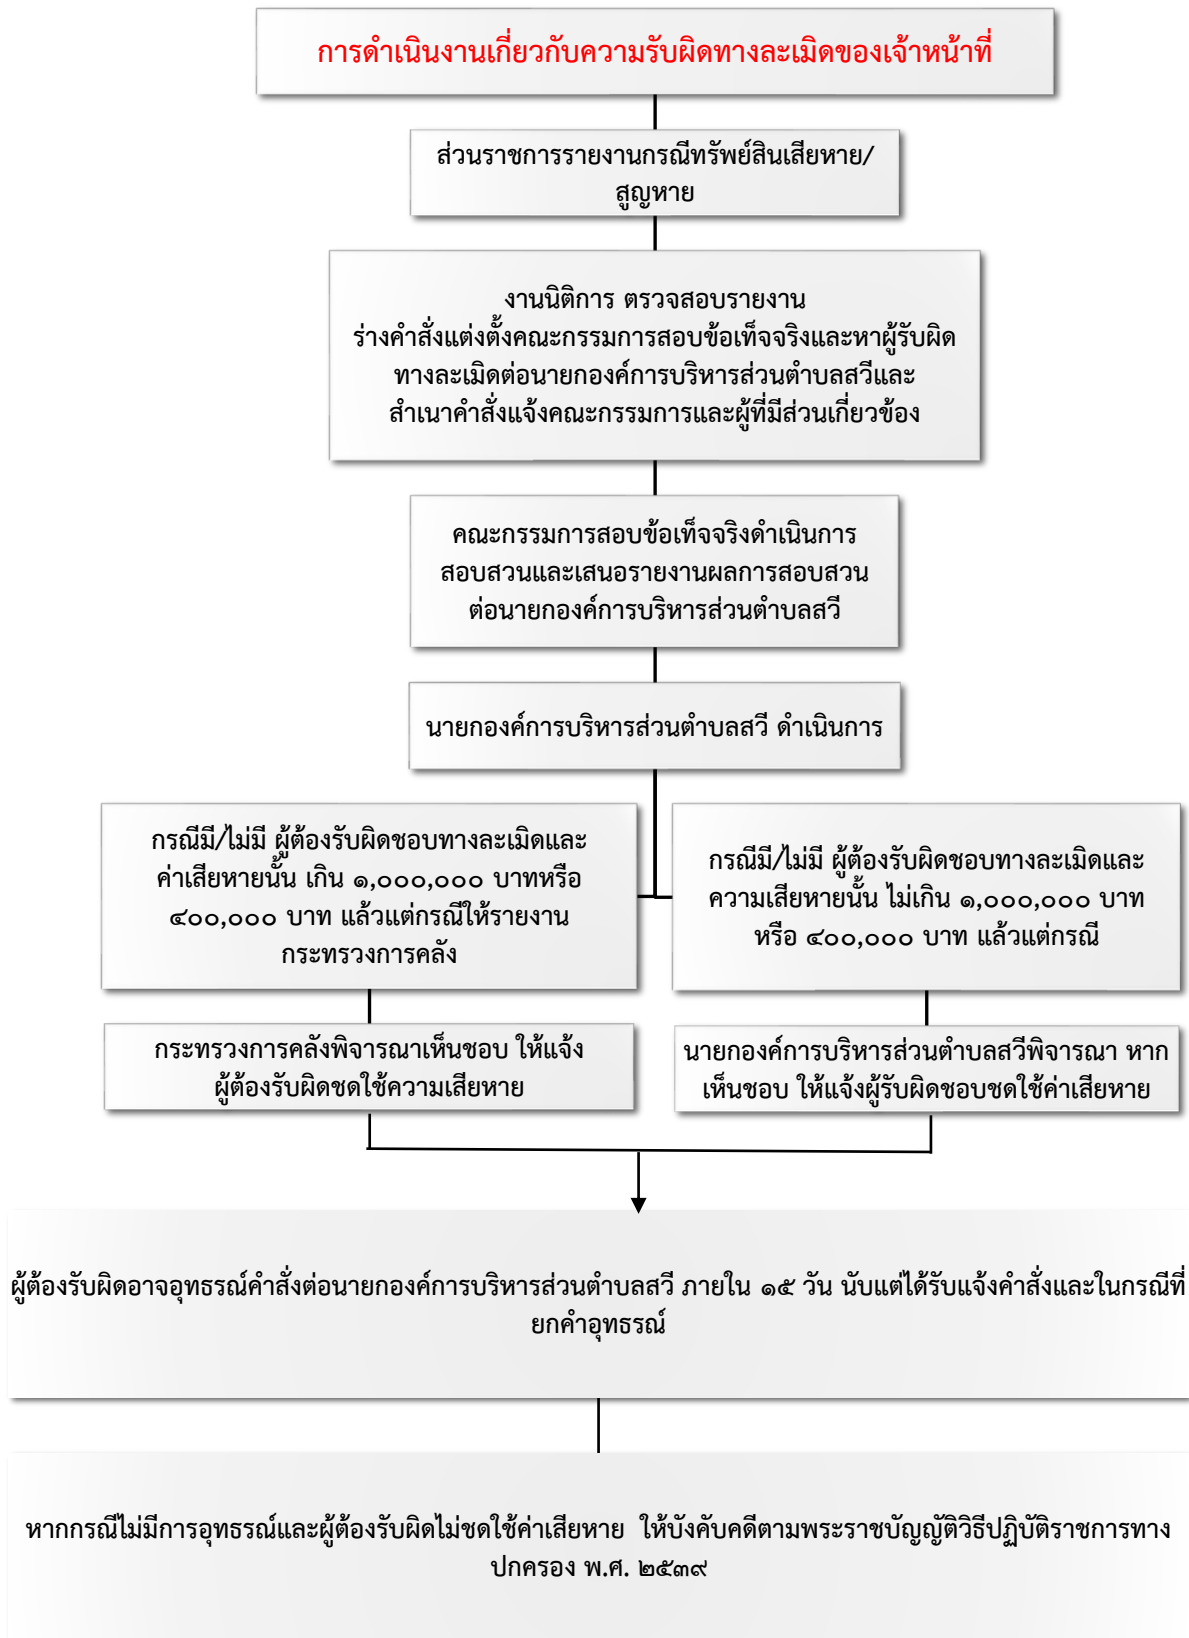 การดำเนินงานเกี่ยวกับความรับผิดทางละเมิดของเจ้าหน้าที่
ส่วนราชการรายงานกรณีทรัพย์สินเสียหาย/
สูญหาย
งานนิติการ ตรวจสอบรายงาน
ร่างคำสั่งแต่งตั้งคณะกรรมการสอบข้อเท็จจริงและหาผู้รับผิด
ทางละเมิดต่อนายกองค์การบริหารส่วนตำบลสวีและ
สำเนาคำสั่งแจ้งคณะกรรมการและผู้ที่มีส่วนเกี่ยวข้อง
คณะกรรมการสอบข้อเท็จจริงดำเนินการ
สอบสวนและเสนอรายงานผลการสอบสวน
ต่อนายกองค์การบริหารส่วนตำบลสวี
นายกองค์การบริหารส่วนตำบลสวี ดำเนินการ
กรณีมี/ไม่มี ผู้ต้องรับผิดชอบทางละเมิดและ
ค่าเสียหายนั้น เกิน ๑,๐๐๐,๐๐๐ บาทหรือ
๔๐๐,๐๐๐ บาท แล้วแต่กรณีให้รายงาน
กระทรวงการคลัง
กรณีมี/ไม่มี ผู้ต้องรับผิดชอบทางละเมิดและ
ความเสียหายนั้น ไม่เกิน ๑,๐๐๐,๐๐๐ บาท
หรือ ๔๐๐,๐๐๐ บาท แล้วแต่กรณี
กระทรวงการคลังพิจารณาเห็นชอบ ให้แจ้ง
ผู้ต้องรับผิดชดใช้ความเสียหาย
นายกองค์การบริหารส่วนตำบลสวีพิจารณา หาก
เห็นชอบ ให้แจ้งผู้รับผิดชอบชดใช้ค่าเสียหาย
ผู้ต้องรับผิดอาจอุทธรณ์คำสั่งต่อนายกองค์การบริหารส่วนตำบลสวี ภายใน ๑๕ วัน นับแต่ได้รับแจ้งคำสั่งและในกรณีที่
ยกคำอุทธรณ์
หากกรณีไม่มีการอุทธรณ์และผู้ต้องรับผิดไม่ชดใช้ค่าเสียหาย ให้บังคับคดีตามพระราชบัญญัติวิธีปฏิบัติราชการทาง
ปกครอง พ.ศ. ๒๕๓๙